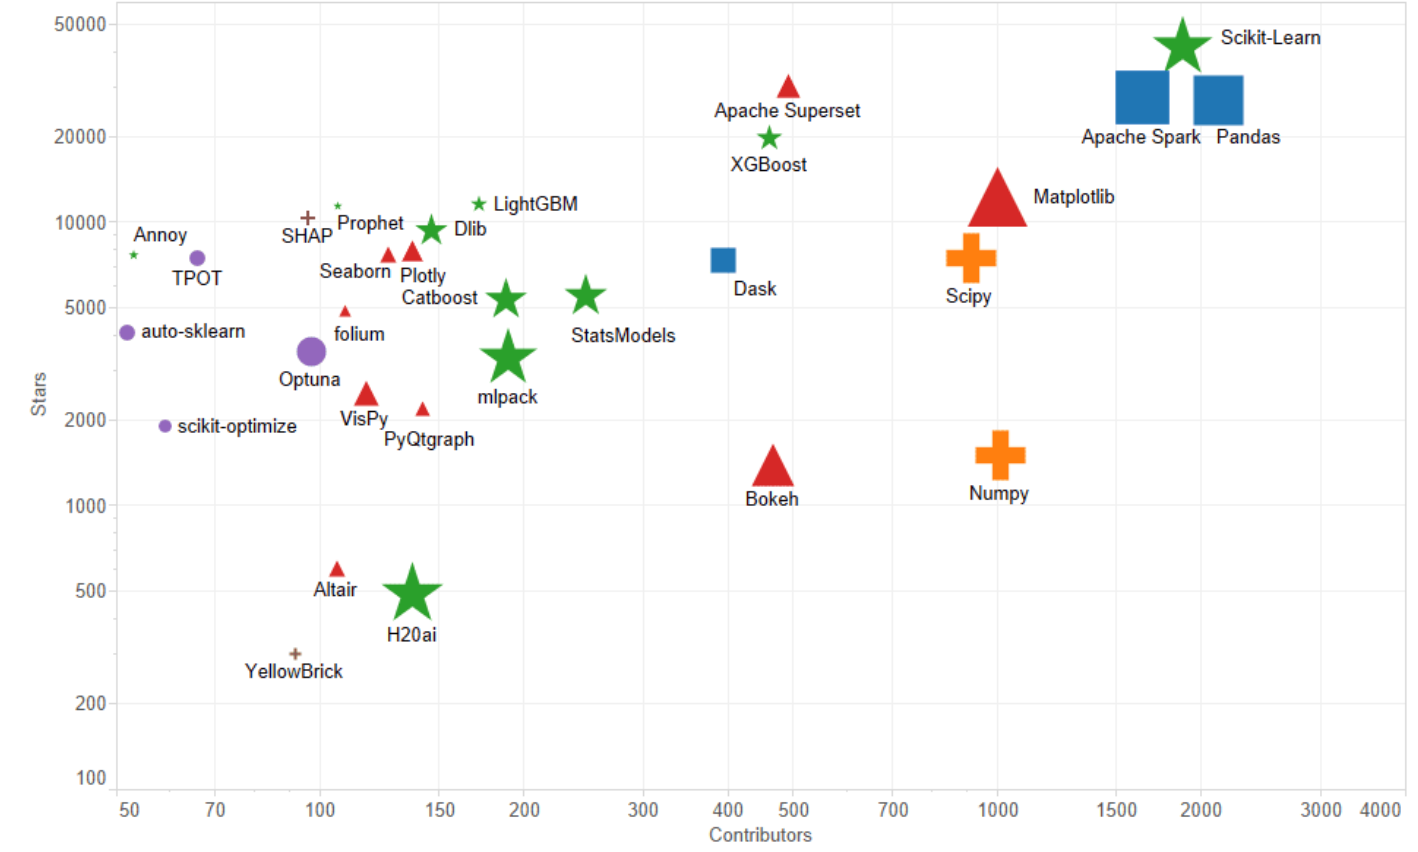 50000
Scikit-Learn
Apache Superset
20000
Apache Spark
Pandas
XGBoost
Matplotlib
LightGBM
10000
Prophet
Dlib
SHAP
Annoy
Seaborn
Plotly
TPOT
Dask
Catboost
Scipy
5000
auto-sklearn
folium
StatsModels
Optuna
mlpack
Stars
2000
scikit-optimize
VisPy
PyQtgraph
Bokeh
Numpy
1000
500
Altair
H20ai
YellowBrick
200
100
50 70 100 150 200 300 400 500 700 1000 1500 2000 3000 4000
Contributors